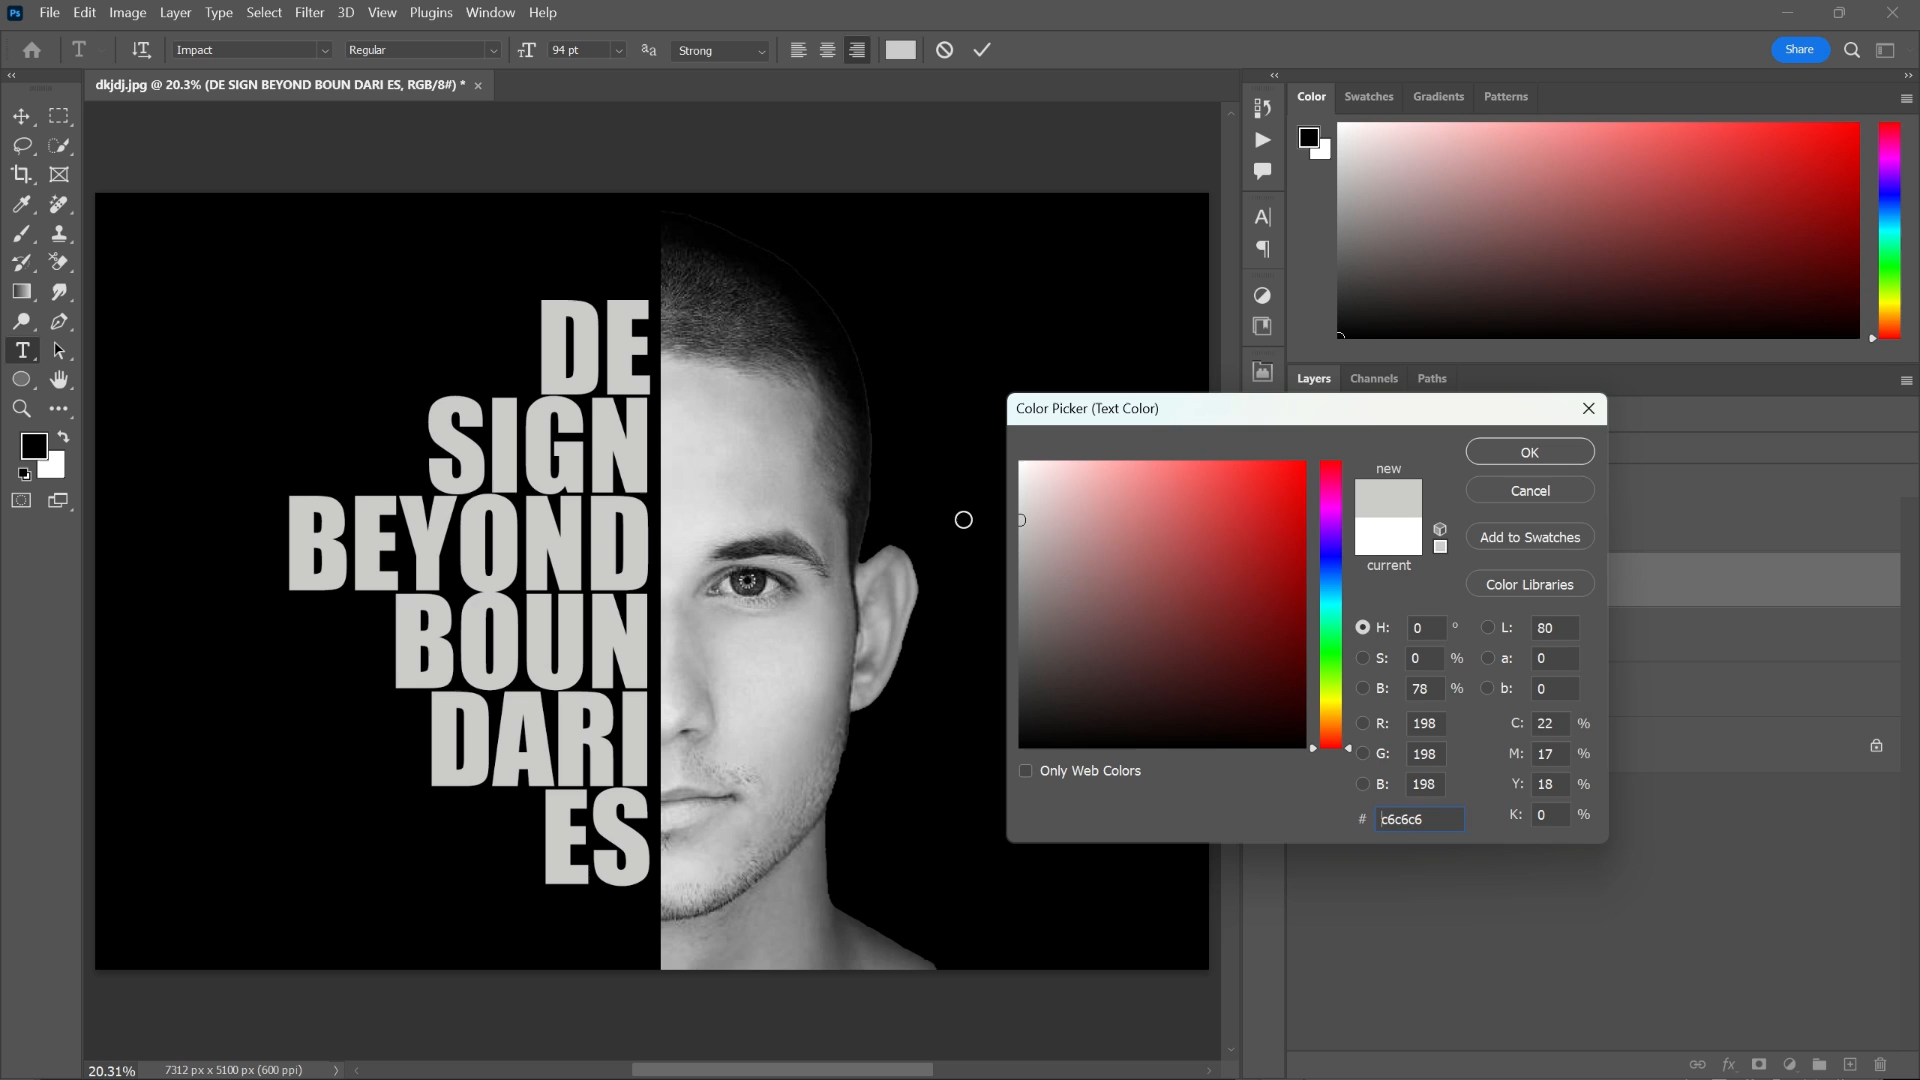 Ps File Edit Image Layer Type Select Filter 3D View Plugins Window Help
T Impact Regular 94 pt aa Strong Share
dkjdj.jpg @ 20.3% (DE SIGN BEYOND BOUN DARI ES, RGB/8#) *
Color Swatches Gradients Patterns
DE
SIGN
BEYOND
BOUN
DARI
ES
Layers Channels Paths
Color Picker (Text Color)
new
current
OK
Cancel
Add to Swatches
Color Libraries
H: 0 ° L: 80
S: 0 % a: 0
B: 78 % b: 0
R: 198 C: 22 %
G: 198 M: 17 %
B: 198 Y: 18 %
# c6c6c6 K: 0 %
Only Web Colors
20.31% 7312 px x 5100 px (600 ppi)
fx